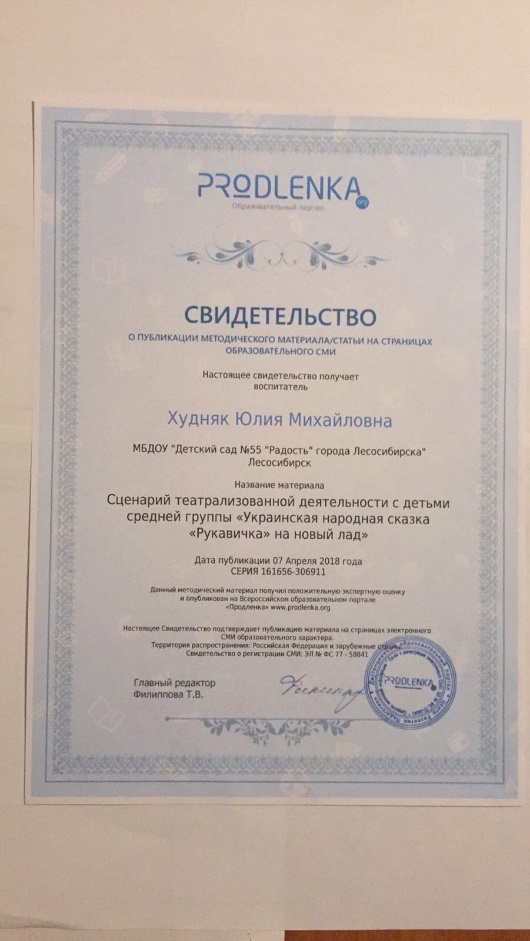 PRODLENKA.org
Образовательный портал
СВИДЕТЕЛЬСТВО
О ПУБЛИКАЦИИ МЕТОДИЧЕСКОГО МАТЕРИАЛА/СТАТЬИ НА СТРАНИЦАХ
ОБРАЗОВАТЕЛЬНОГО СМИ
Настоящее свидетельство получает
воспитатель
Худняк Юлия Михайловна
МБДОУ "Детский сад №55 "Радость" города Лесосибирска"
Лесосибирск
Название материала
Сценарий театрализованной деятельности с детьми
средней группы «Украинская народная сказка
«Рукавичка» на новый лад»
Дата публикации 07 Апреля 2018 года
СЕРИЯ 161656-306911
Данный методический материал получил положительную экспертную оценку
и опубликован на Всероссийском образовательном портале
«Продленка» www.prodlenka.org
Настоящее Свидетельство подтверждает публикацию материала на страницах электронного
СМИ образовательного характера.
Территория распространения: Российская Федерация и зарубежные страны.
Свидетельство о регистрации СМИ: ЭЛ № ФС 77 - 58841
Главный редактор
Филиппова Т.В.
PRODLENKA